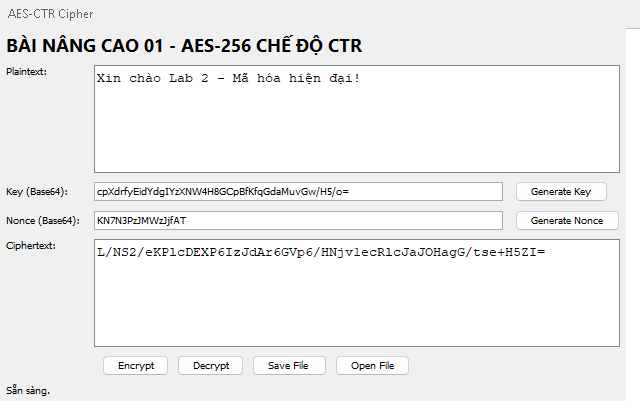 AES-CTR Cipher
BÀI NÂNG CAO 01 - AES-256 CHẾ ĐỘ CTR
Plaintext:
Xin chào Lab 2 – Mã hóa hiện đại!
Key (Base64):
cpXdrfyEidYdgIYzXNW4H8GCpBfKfqGdaMuvGw/H5/o=
Generate Key
Nonce (Base64):
KN7N3PzJMWzJjfAT
Generate Nonce
Ciphertext:
L/NS2/eKPlcDEXP6IzJdAr6GVp6/HNjvlecRlcJaJOHagG/tse+H5ZI=
Encrypt
Decrypt
Save File
Open File
Sẵn sàng.